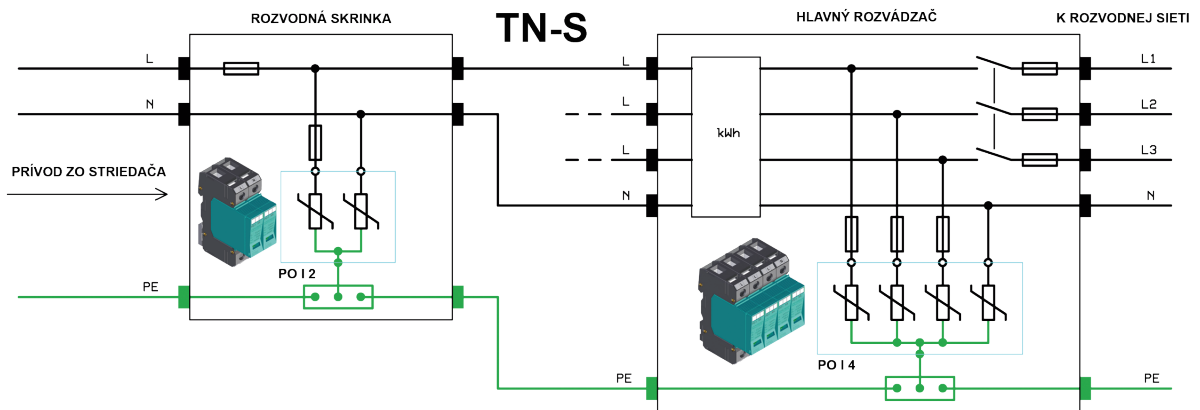 ROZVODNÁ SKRINKA
TN-S
HLAVNÝ ROZVÁDZAČ
K ROZVODNEJ SIETI
L
L
L1
N
L
L2
kWh
L
L3
PRÍVOD ZO STRIEDAČA
N
N
PO I 2
PE
PO I 4
PE
PE